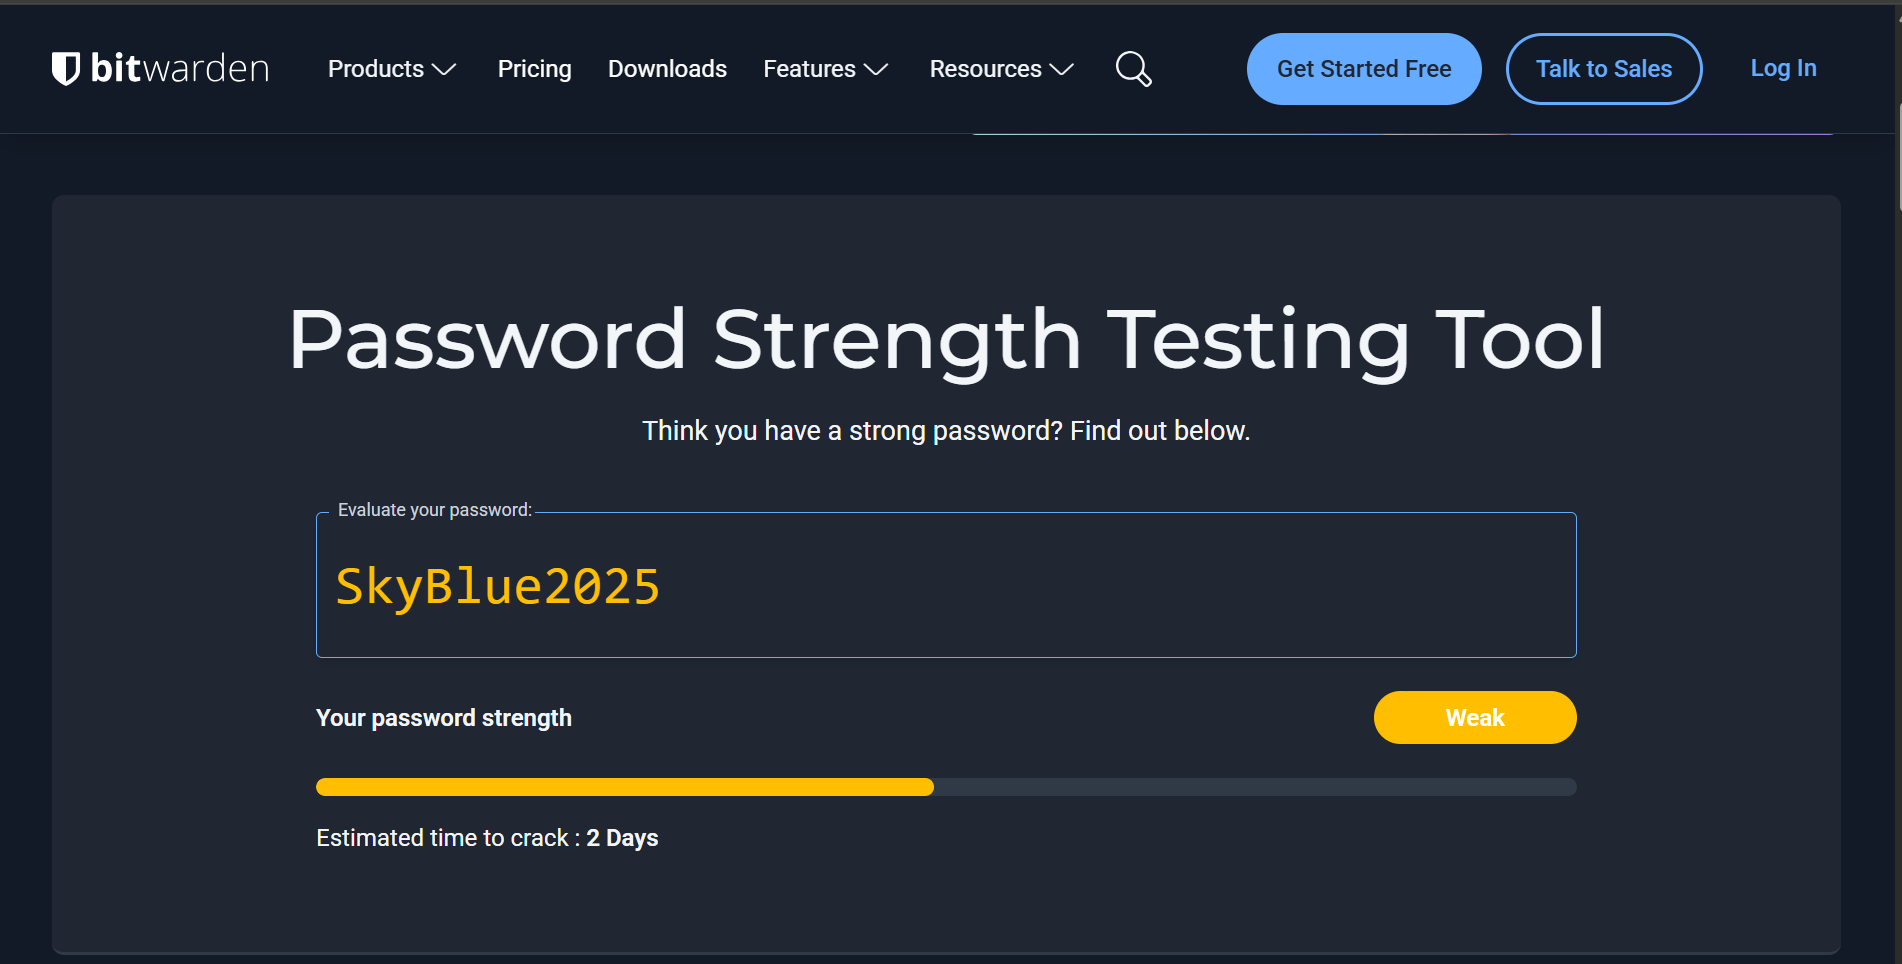 bitwarden Products Pricing Downloads Features Resources Get Started Free Talk to Sales Log In
Password Strength Testing Tool
Think you have a strong password? Find out below.
Evaluate your password:
SkyBlue2025
Your password strength Weak
Estimated time to crack : 2 Days